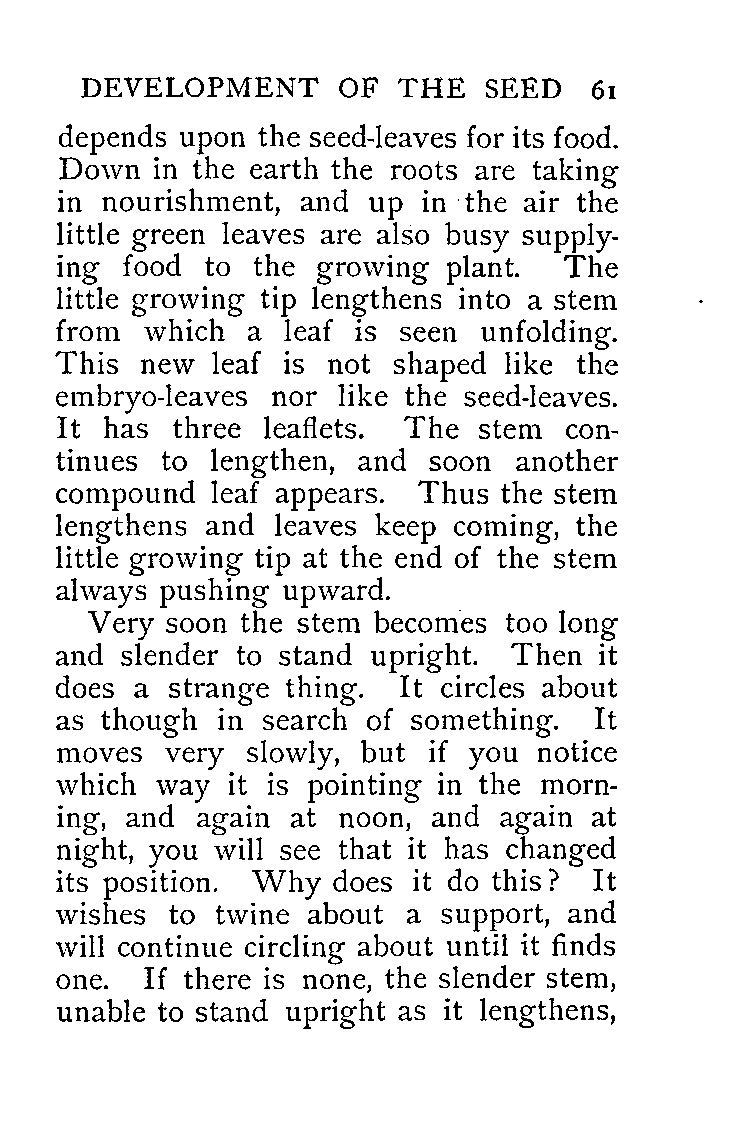 DEVELOPMENT OF THE SEED 61
depends upon the seed-leaves for its food.
Down in the earth the roots are taking
in nourishment, and up in the air the
little green leaves are also busy supply-
ing food to the growing plant. The
little growing tip lengthens into a stem
from which a leaf is seen unfolding.
This new leaf is not shaped like the
embryo-leaves nor like the seed-leaves.
It has three leaflets. The stem con-
tinues to lengthen, and soon another
compound leaf appears. Thus the stem
lengthens and leaves keep coming, the
little growing tip at the end of the stem
always pushing upward.
Very soon the stem becomes too long
and slender to stand upright. Then it
does a strange thing. It circles about
as though in search of something. It
moves very slowly, but if you notice
which way it is pointing in the morn-
ing, and again at noon, and again at
night, you will see that it has changed
its position. Why does it do this? It
wishes to twine about a support, and
will continue circling about until it finds
one. If there is none, the slender stem,
unable to stand upright as it lengthens,